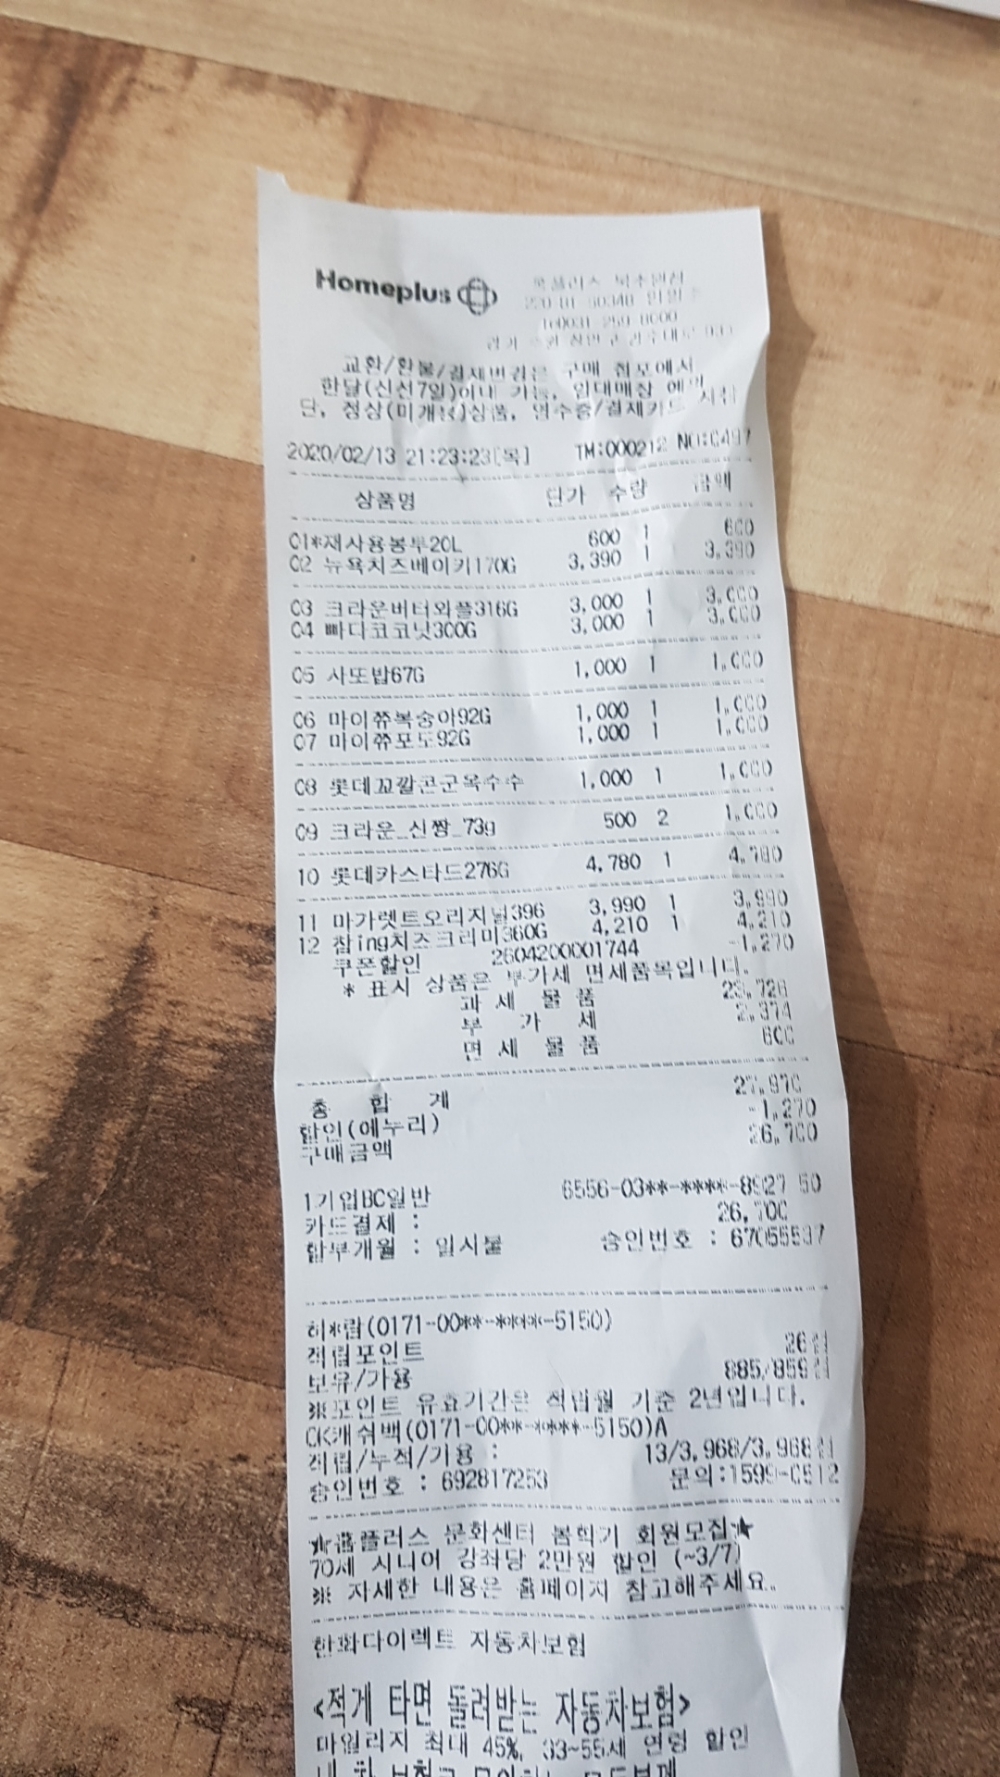 Homeplus
교환/환불/결제변경은 구매 점포에서
한달(신선7일)이내 가능, 임대매장 예외
단, 정상(미개봉)상품, 영수증/결제카드 지참
2020/02/13 21:23:23[목] TM:000212 NO:0497
상품명 단가 수량 금액
01*재사용봉투20L 600 1 600
02 뉴욕치즈베이키170G 3,390 1 3,390
03 크라운버터와플316G 3,000 1 3,000
04 빠다코코낫300G 3,000 1 3,000
05 사또밥67G 1,000 1 1,000
06 마이쮸복숭아92G 1,000 1 1,000
07 마이쮸포도92G 1,000 1 1,000
08 롯데꼬깔콘군옥수수 1,000 1 1,000
09 크라운_신짱_73g 500 2 1,000
10 롯데카스타드276G 4,780 1 4,780
11 마가렛트오리지널396 3,990 1 3,990
12 참ing치즈크리미360G 4,210 1 4,210
쿠폰할인 2604200001744 -1,270
* 표시 상품은 부가세 면세품목입니다.
과 세 물 품 23,726
부 가 세 2,374
면 세 물 품 600
총 합 계 27,970
할인(에누리) -1,270
구매금액 26,700
1기업BC일반 6556-03**-****-8927 50
카드결제 : 26,700
할부개월 : 일시불 승인번호 : 67055537
허*람(0171-00**-****-5150)
적립포인트 26점
보유/가용 885/859점
※포인트 유효기간은 적립월 기준 2년입니다.
OK캐쉬백(0171-00**-****-5150)A
적립/누적/가용 : 13/3,968/3,968점
승인번호 : 692817253 문의:1599-0512
★홈플러스 문화센터 봄학기 회원모집★
70세 시니어 강좌당 2만원 할인 (~3/7)
※ 자세한 내용은 홈페이지 참고해주세요.
한화다이렉트 자동차보험
<적게 타면 돌려받는 자동차보험>
마일리지 최대 45%, 33~55세 연령 할인